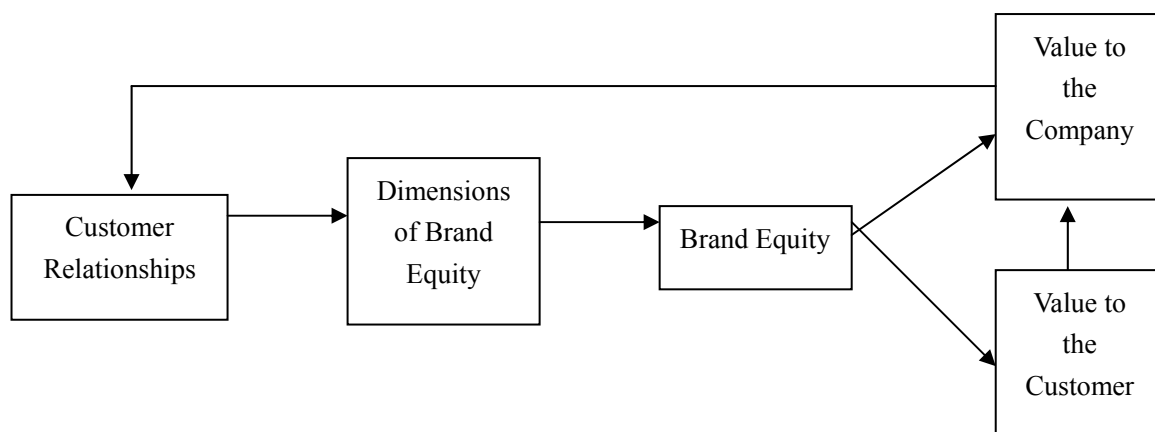 Value to
the
Company
Customer
Relationships
Dimensions
of Brand
Equity
Brand Equity
Value to
the
Customer